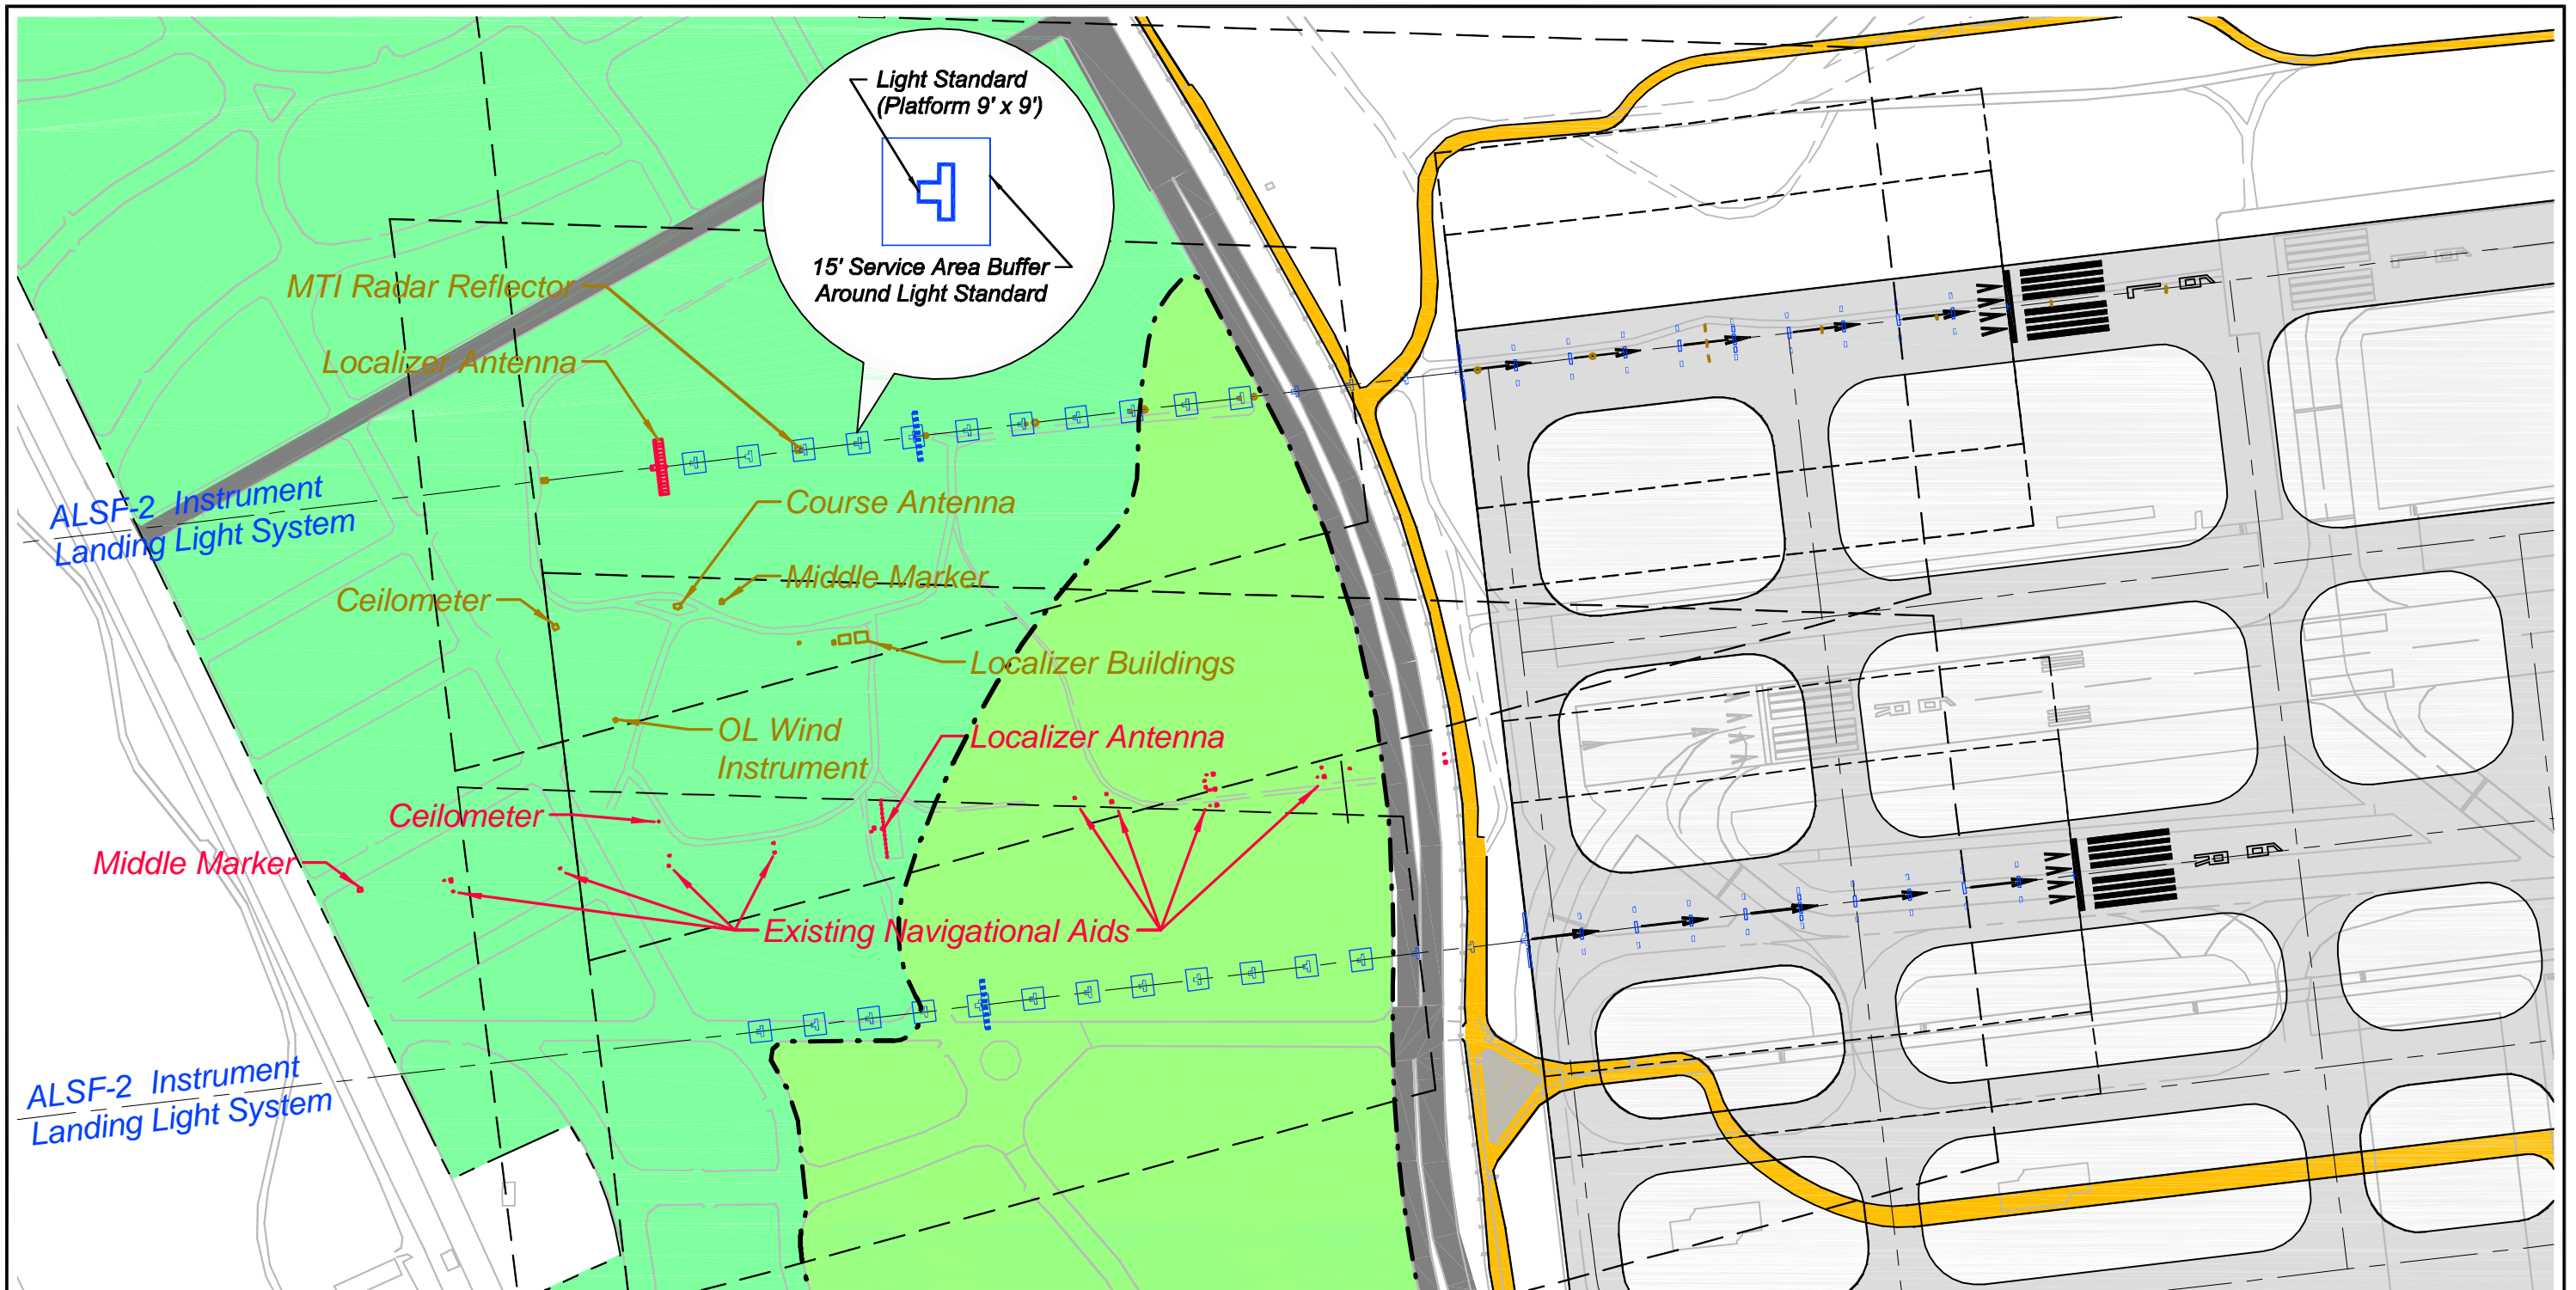 Light Standard
(Platform 9' x 9')
15' Service Area Buffer
Around Light Standard
MTI Radar Reflector
Localizer Antenna
ALSF-2 Instrument
Landing Light System
Course Antenna
Middle Marker
Ceilometer
Localizer Buildings
OL Wind
Instrument
Localizer Antenna
Ceilometer
Middle Marker
Existing Navigational Aids
ALSF-2 Instrument
Landing Light System